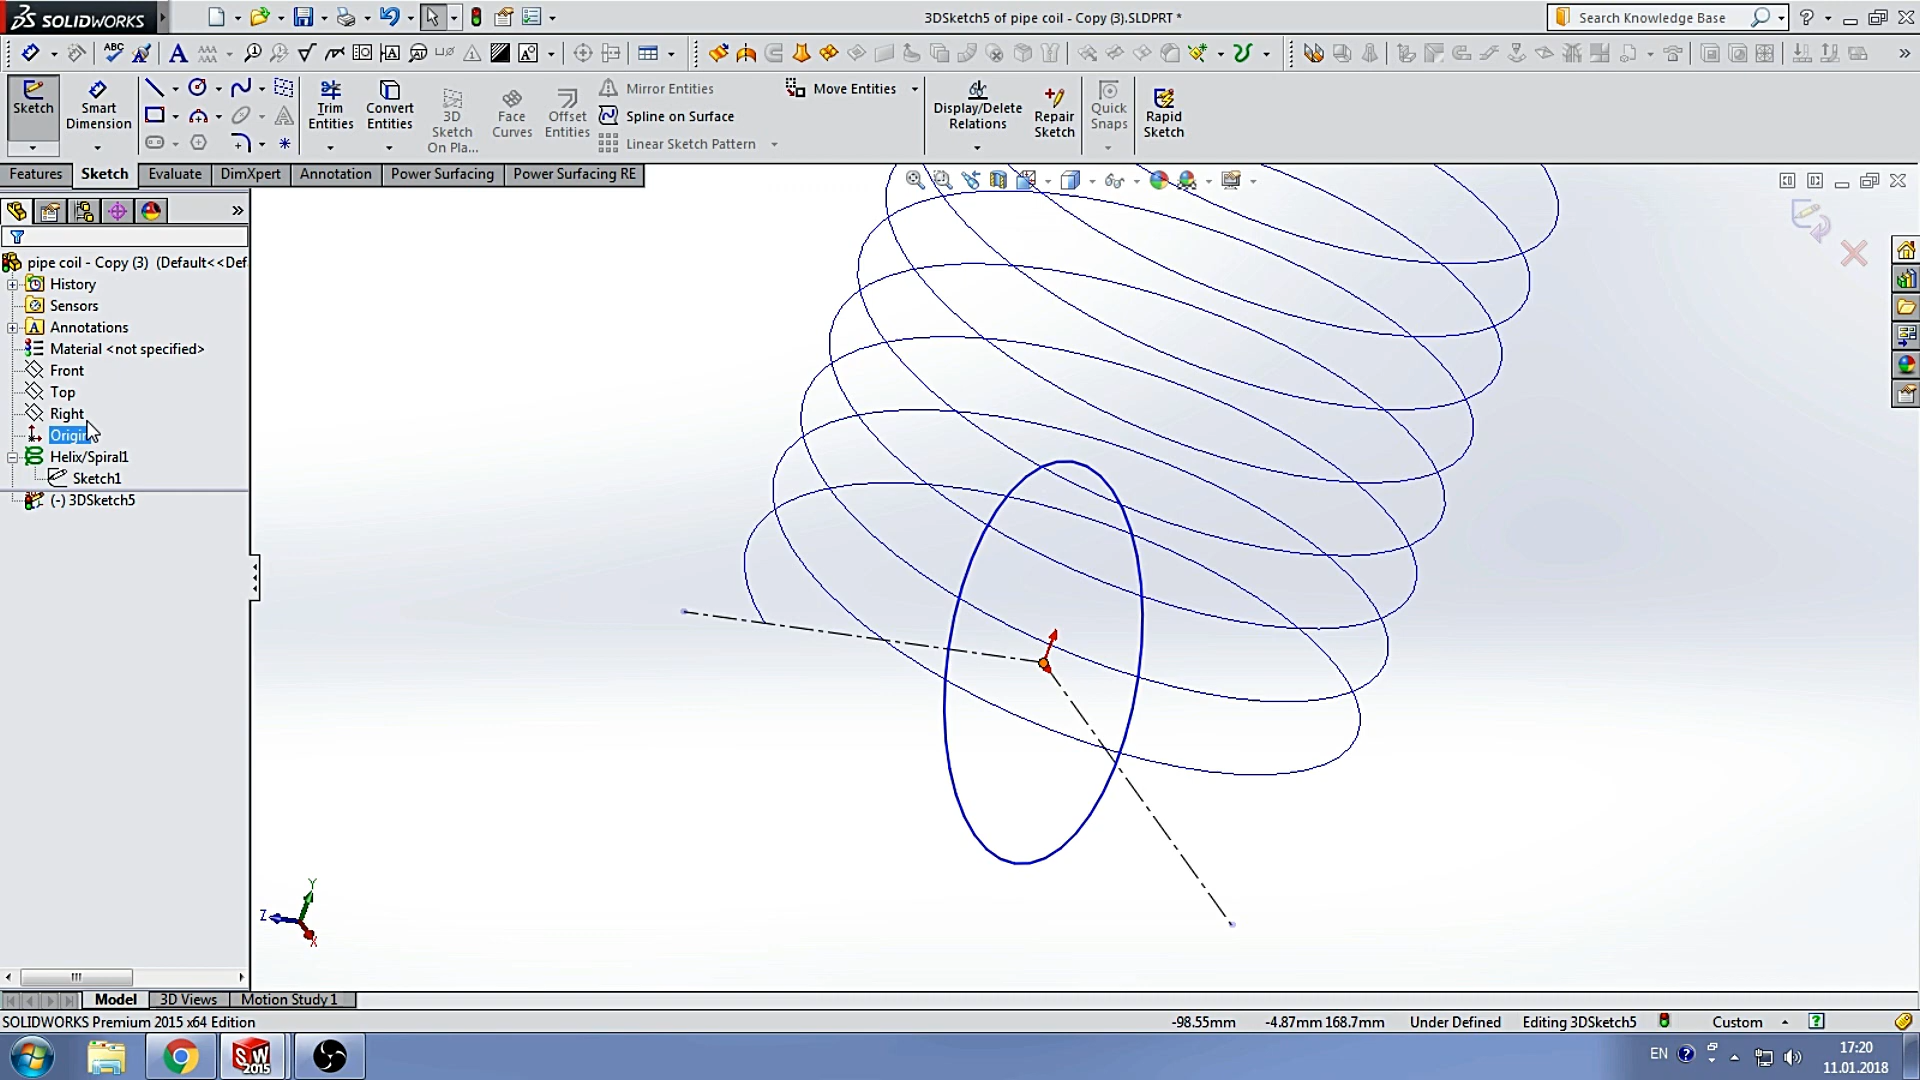 SOLIDWORKS
3DSketch5 of pipe coil - Copy (3).SLDPRT *
Search Knowledge Base
Sketch
Smart Dimension
Trim Entities
Convert Entities
3D Sketch On Pla...
Face Curves
Offset Entities
Mirror Entities
Spline on Surface
Linear Sketch Pattern
Move Entities
Display/Delete Relations
Repair Sketch
Quick Snaps
Rapid Sketch
Features
Sketch
Evaluate
DimXpert
Annotation
Power Surfacing
Power Surfacing RE
pipe coil - Copy (3) (Default<<Def
History
Sensors
Annotations
Material <not specified>
Front
Top
Right
Origin
Helix/Spiral1
Sketch1
(-) 3DSketch5
Y
Z
X
Model
3D Views
Motion Study 1
SOLIDWORKS Premium 2015 x64 Edition
-98.55mm
-4.87mm 168.7mm
Under Defined
Editing 3DSketch5
Custom
SW 2015
EN
17:20
11.01.2018